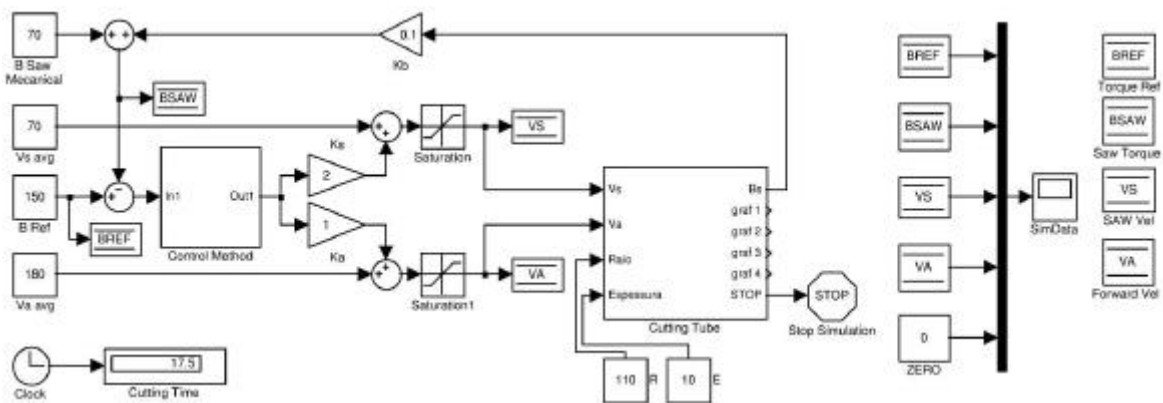 70
B Saw
Mecanical
0.1
Kb
BSAW
70
Vs avg
150
B Ref
BREF
180
Va avg
In1
Out1
Control Method
Ks
2
1
Ka
Saturation
VS
Saturation1
VA
Vs
Va
Raio
Espessura
Bs
graf 1
graf 2
graf 3
graf 4
STOP
Cutting Tube
STOP
Stop Simulation
110
R
10
E
Clock
17.5
Cutting Time
BREF
BSAW
VS
VA
0
ZERO
SimData
BREF
Torque Ref
BSAW
Saw Torque
VS
SAW Vel
VA
Forward Vel